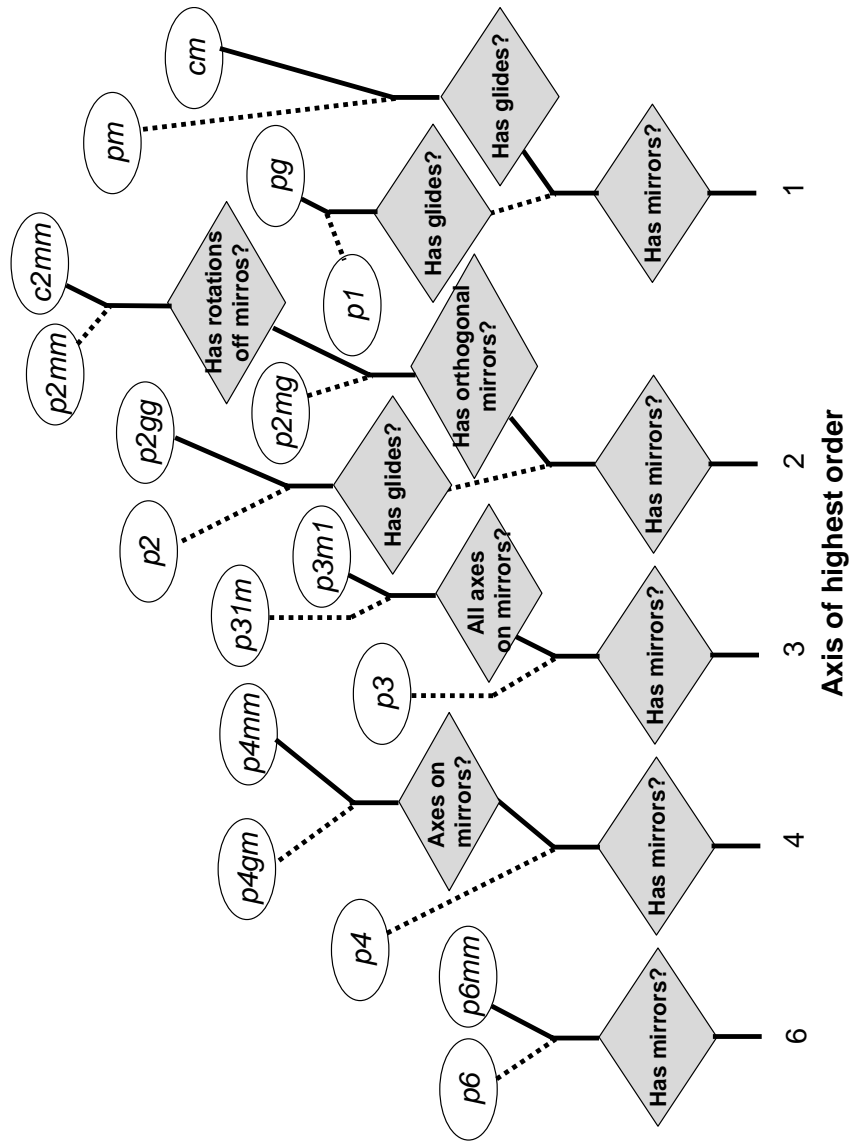 c2mm
p2mm
pm
p2
p2gg
cm
Has rotations
off mirros?
p4gm
p4mm
p31m
p2mg
pg
p3m1
p1
p4
p3
Has glides?
Has glides?
Axes on
mirrors?
All axes
on mirrors?
Has orthogonal
mirrors?
Has glides?
p6
p6mm
Has mirrors?
Has mirrors?
Has mirrors?
Has mirrors?
Has mirrors?
6
4
3
2
1
Axis of highest order